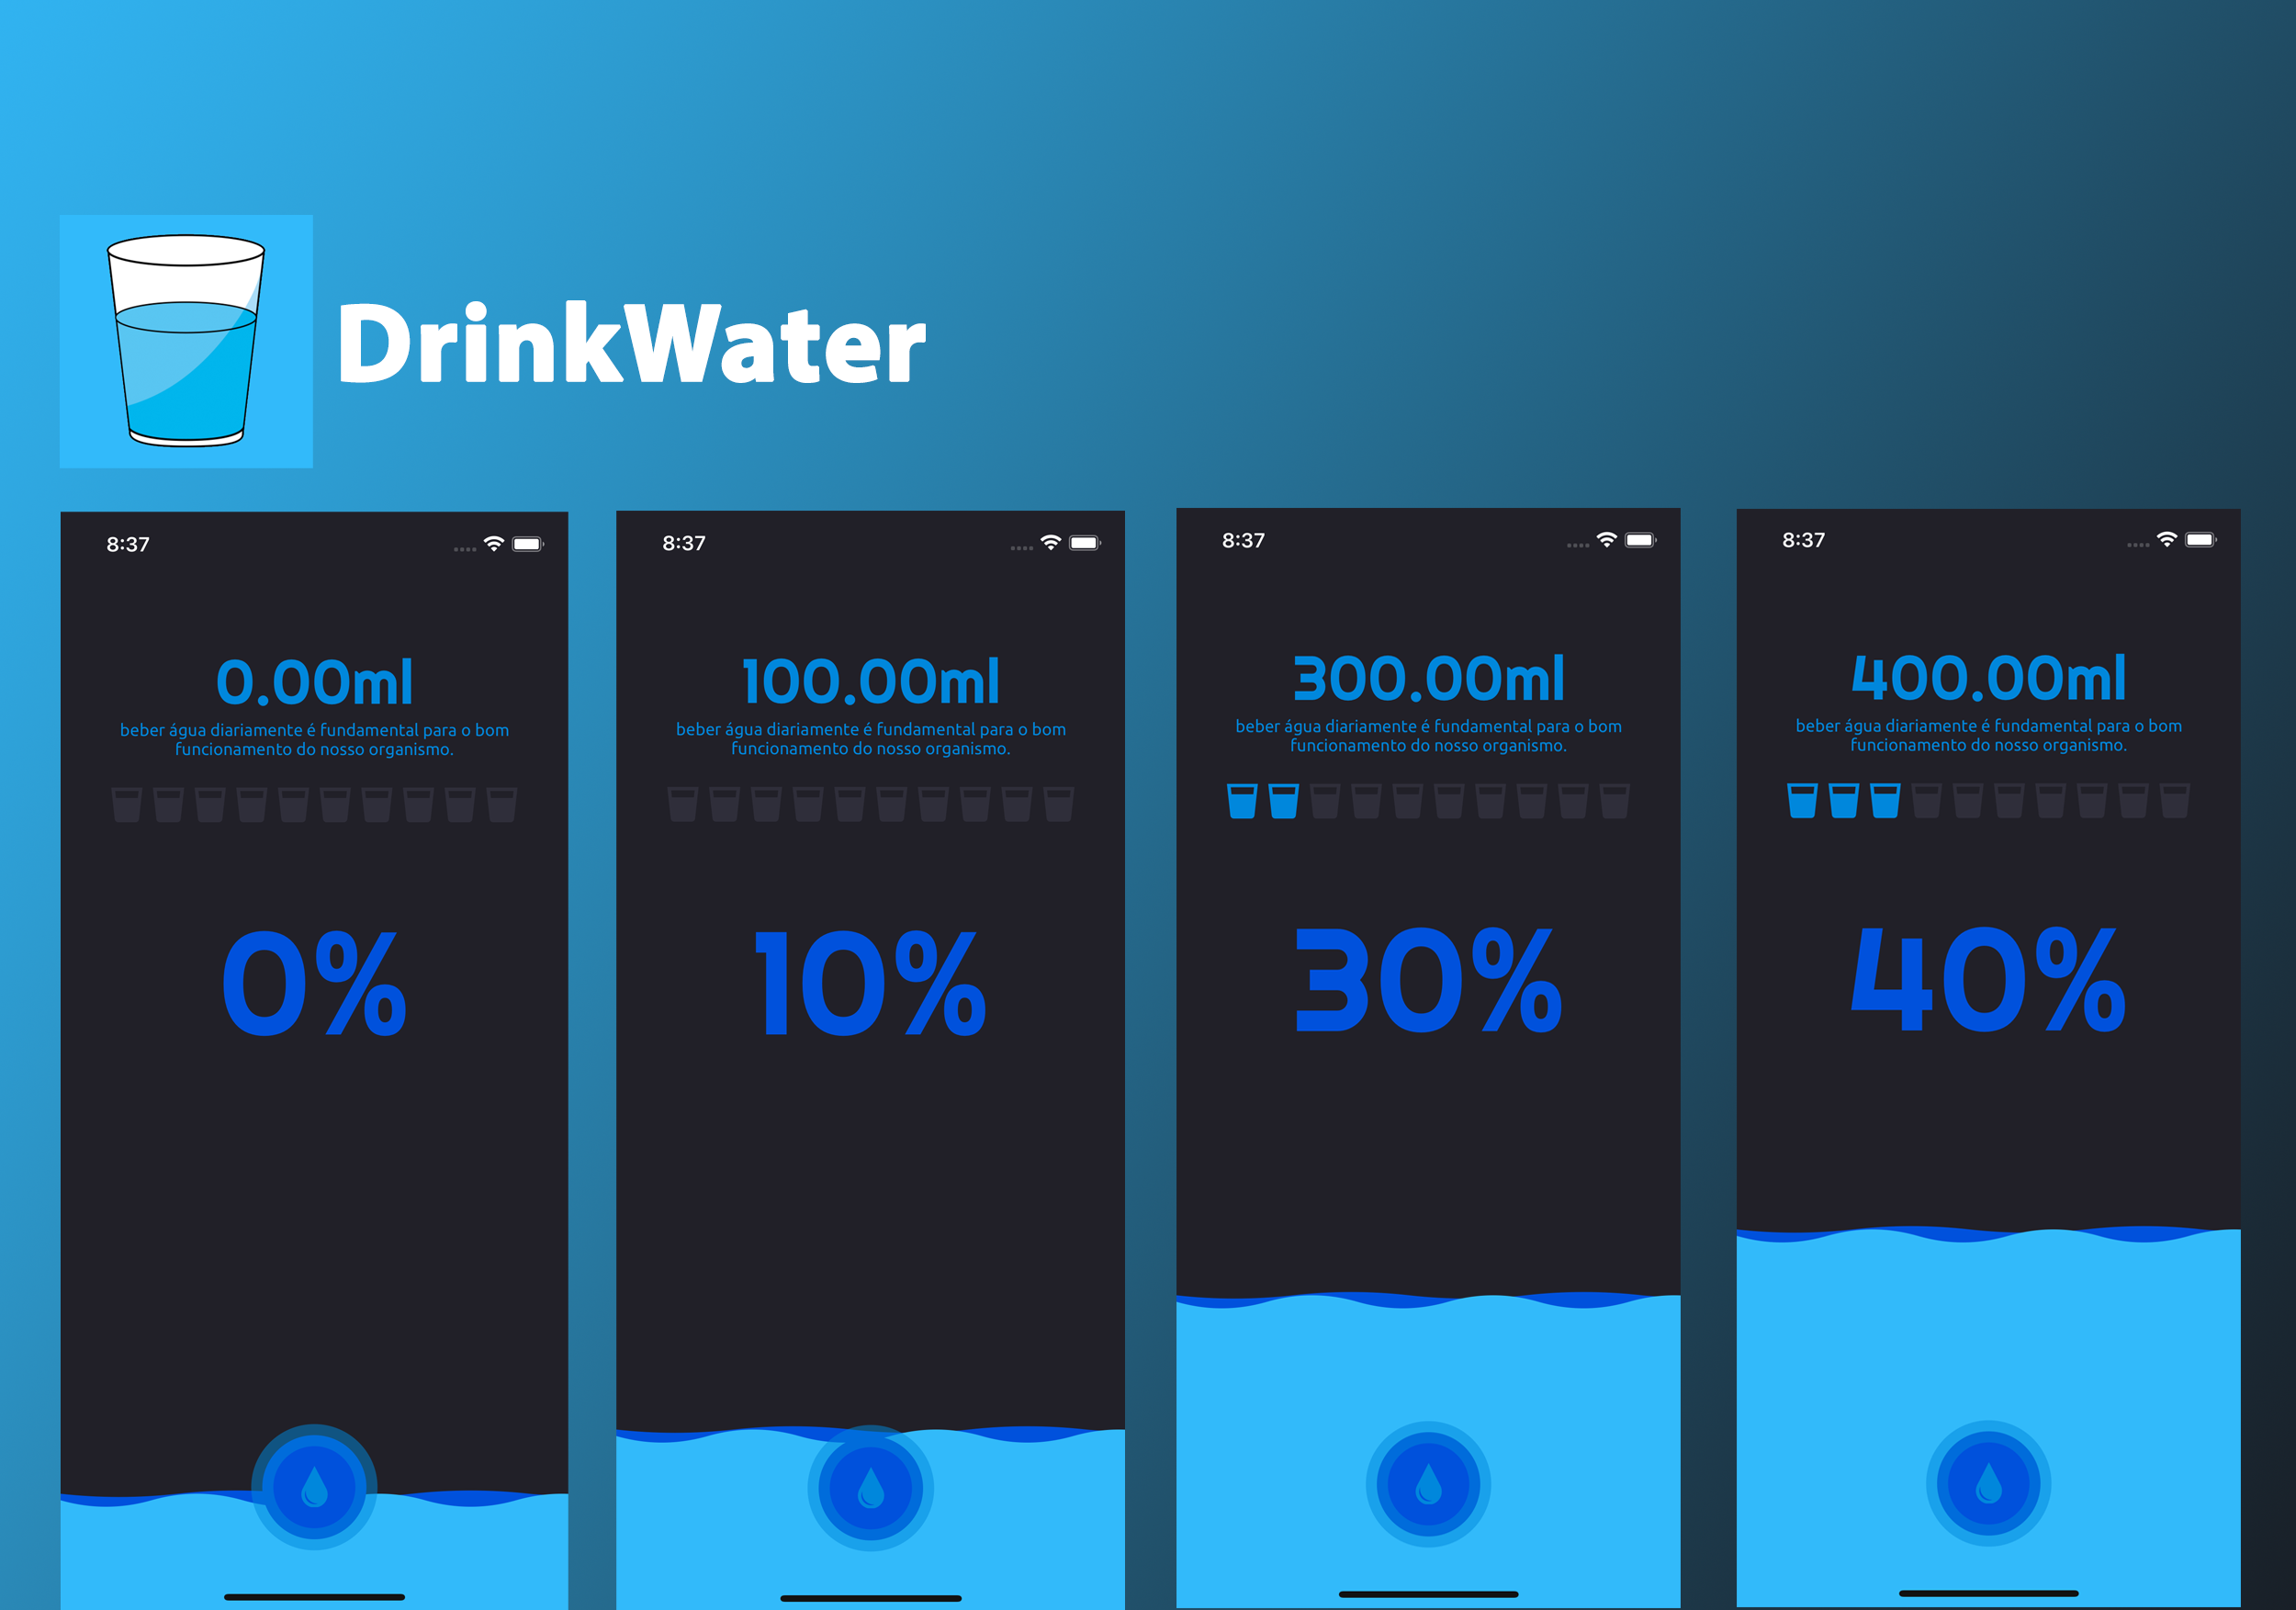 DrinkWater
8:37
0.00ml
beber água diariamente é fundamental para o bom
funcionamento do nosso organismo.
0%
8:37
100.00ml
beber água diariamente é fundamental para o bom
funcionamento do nosso organismo.
10%
8:37
300.00ml
beber água diariamente é fundamental para o bom
funcionamento do nosso organismo.
30%
8:37
400.00ml
beber água diariamente é fundamental para o bom
funcionamento do nosso organismo.
40%